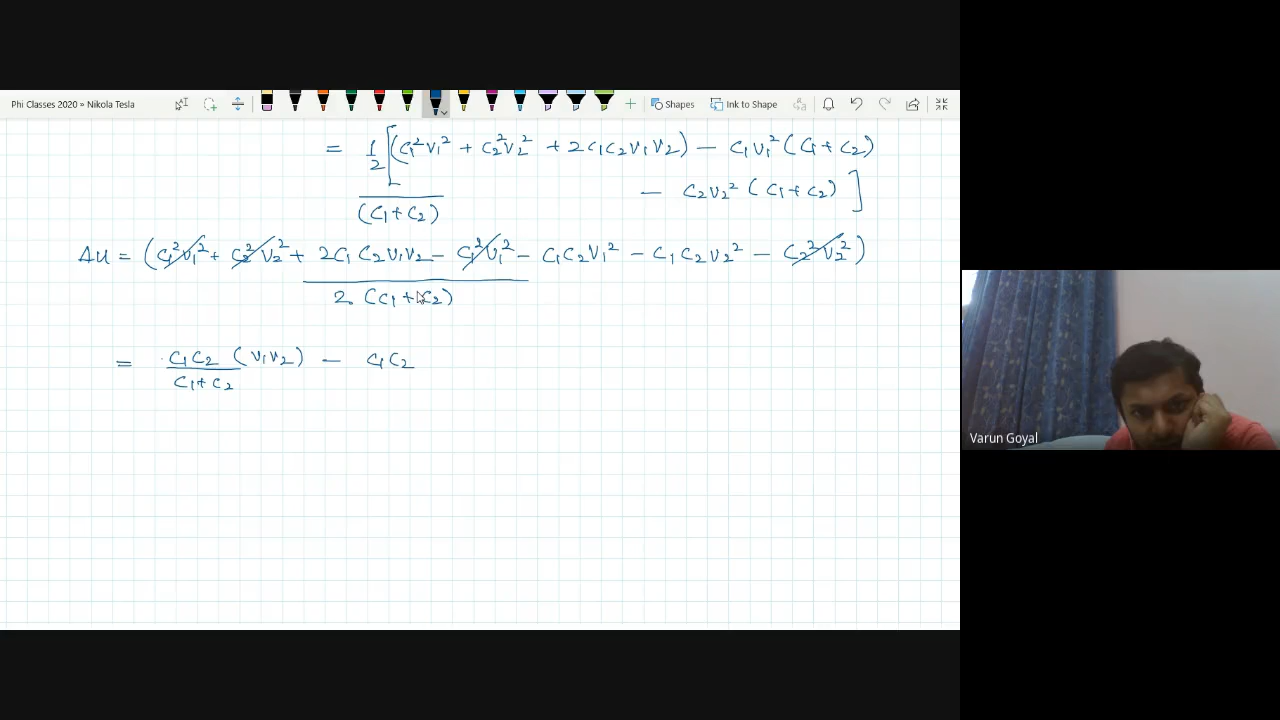 Phi Classes 2020 » Nikola Tesla
Shapes
Ink to Shape
= 1/2 [(C₁²V₁² + C₂²V₂² + 2C₁C₂V₁V₂) - C₁V₁²(C₁+C₂)
- C₂V₂²(C₁+C₂)]
(C₁+C₂)
ΔU = (C₁²V₁² + C₂²V₂² + 2C₁C₂V₁V₂ - C₁²V₁² - C₁C₂V₁² - C₁C₂V₂² - C₂²V₂²)
2(C₁+C₂)
= C₁C₂ (V₁V₂) - C₁C₂
C₁+C₂
Varun Goyal